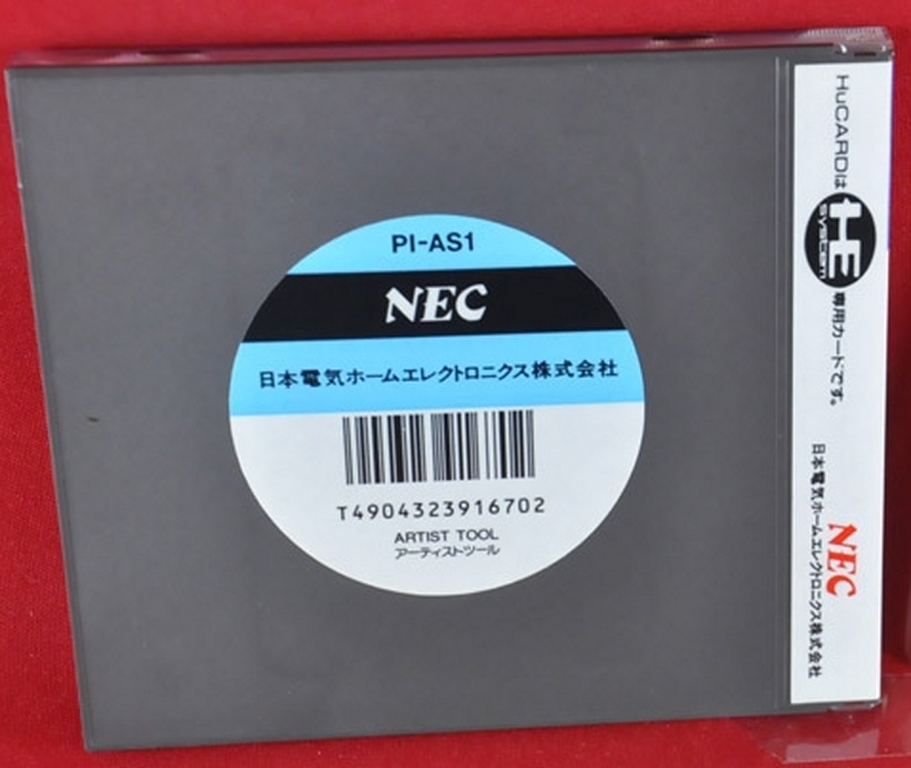 PI-AS1
NEC
日本電気ホームエレクトロニクス株式会社
T4904323916702
ARTIST TOOL
アーティストツール
HuCARDは HE SYSTEM 専用カードです。
NEC
日本電気ホームエレクトロニクス株式会社